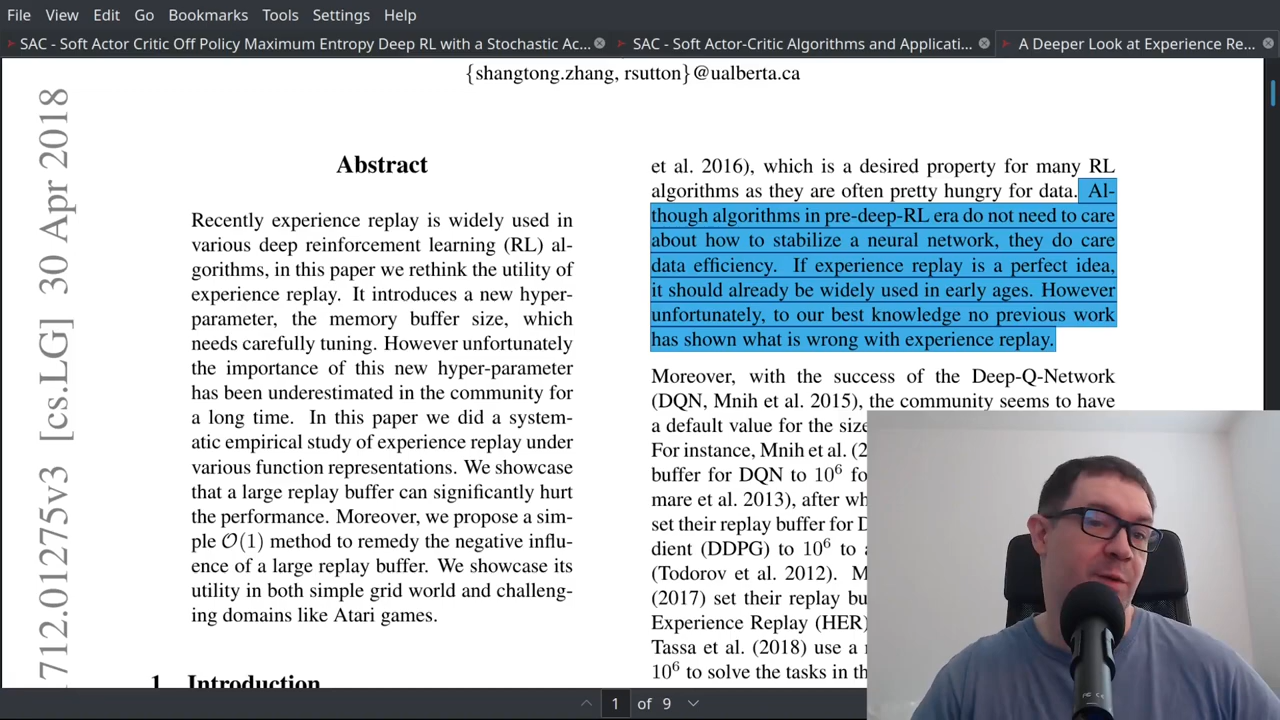 File View Edit Go Bookmarks Tools Settings Help
SAC - Soft Actor Critic Off Policy Maximum Entropy Deep RL with a Stochastic Ac...
SAC - Soft Actor-Critic Algorithms and Applicati...
A Deeper Look at Experience Re...
{shangtong.zhang, rsutton}@ualberta.ca
712.01275v3 [cs.LG] 30 Apr 2018
Abstract
Recently experience replay is widely used in
various deep reinforcement learning (RL) al-
gorithms, in this paper we rethink the utility of
experience replay. It introduces a new hyper-
parameter, the memory buffer size, which
needs carefully tuning. However unfortunately
the importance of this new hyper-parameter
has been underestimated in the community for
a long time. In this paper we did a system-
atic empirical study of experience replay under
various function representations. We showcase
that a large replay buffer can significantly hurt
the performance. Moreover, we propose a sim-
ple O(1) method to remedy the negative influ-
ence of a large replay buffer. We showcase its
utility in both simple grid world and challeng-
ing domains like Atari games.
1 Introduction
et al. 2016), which is a desired property for many RL
algorithms as they are often pretty hungry for data. Al-
though algorithms in pre-deep-RL era do not need to care
about how to stabilize a neural network, they do care
data efficiency. If experience replay is a perfect idea,
it should already be widely used in early ages. However
unfortunately, to our best knowledge no previous work
has shown what is wrong with experience replay.
Moreover, with the success of the Deep-Q-Network
(DQN, Mnih et al. 2015), the community seems to have
a default value for the size
For instance, Mnih et al. (2
buffer for DQN to 10⁶ fo
mare et al. 2013), after wh
set their replay buffer for D
dient (DDPG) to 10⁶ to a
(Todorov et al. 2012). M
(2017) set their replay bu
Experience Replay (HER)
Tassa et al. (2018) use a r
10⁶ to solve the tasks in th
1 of 9